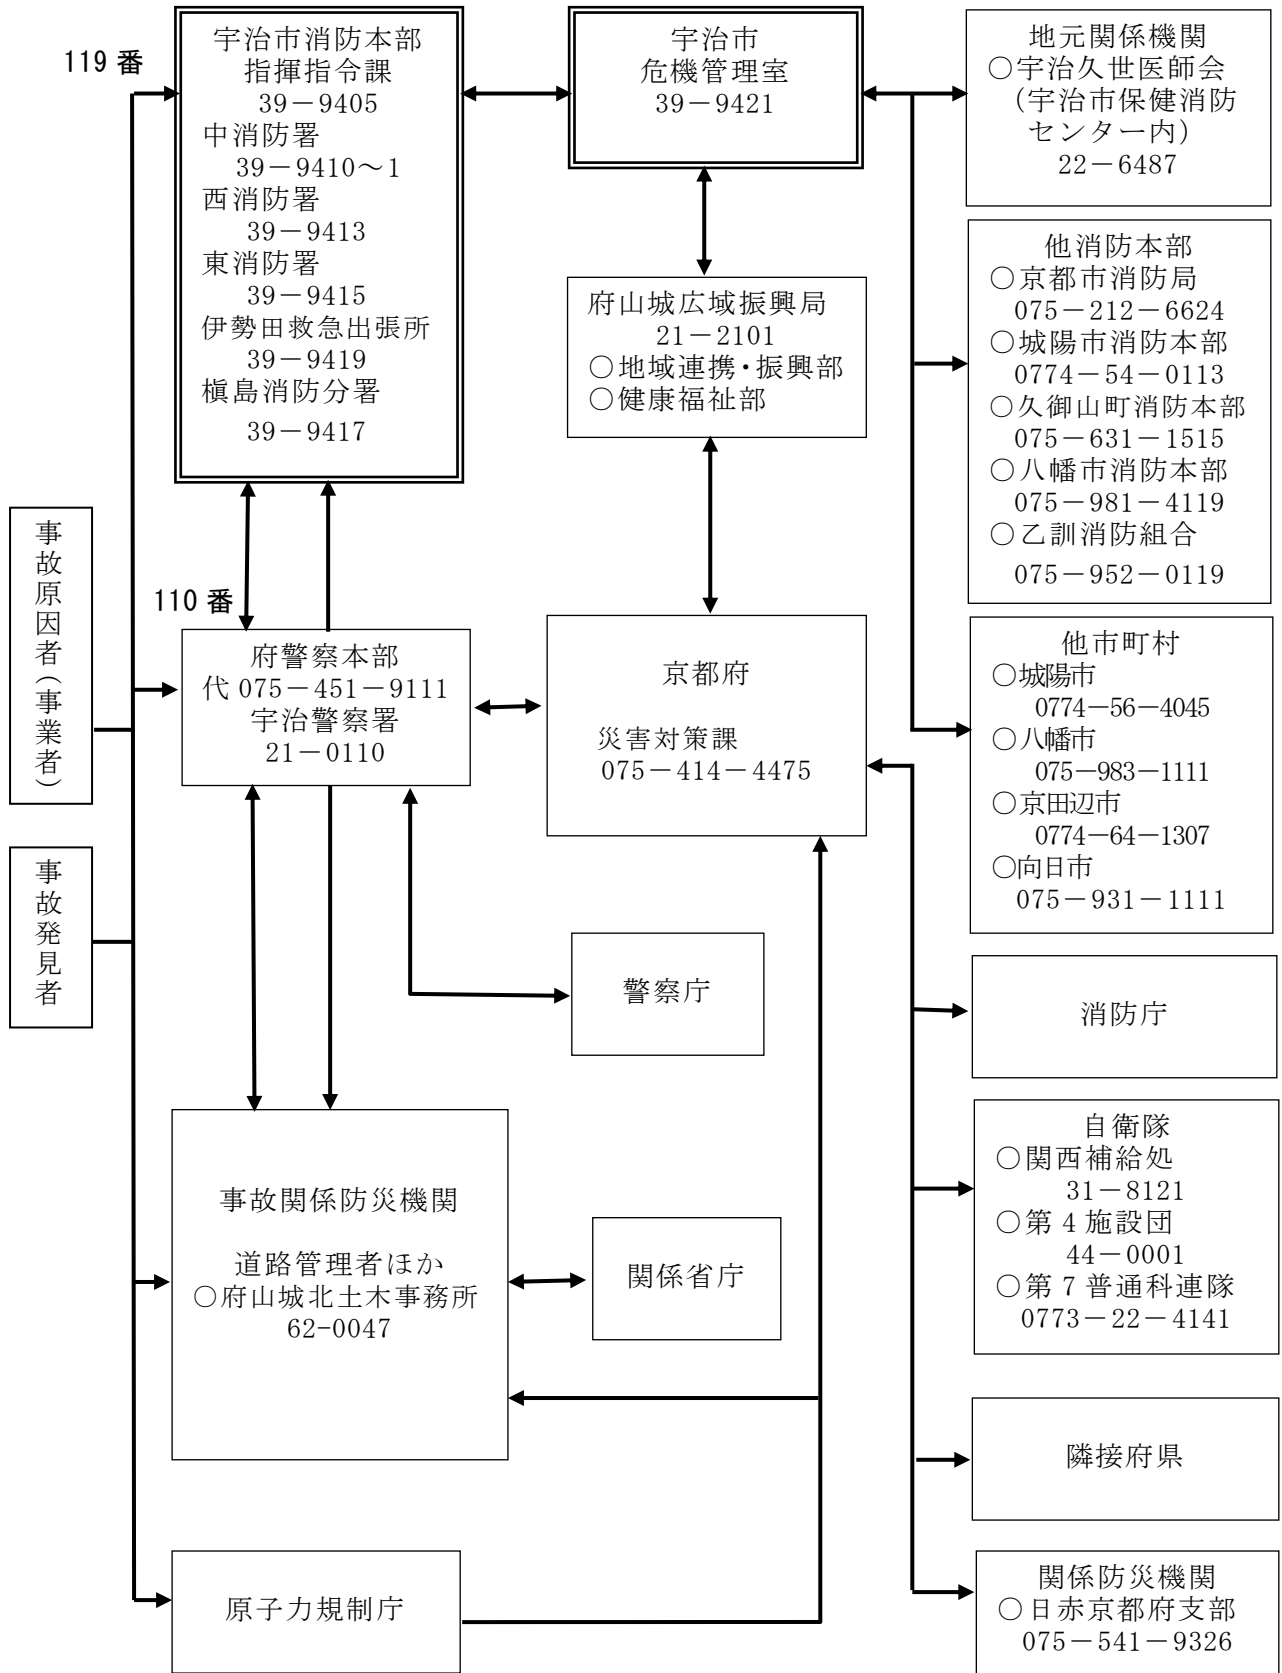 119 番
宇治市消防本部
指揮指令課
39－9405
中消防署
39－9410～1
西消防署
39－9413
東消防署
39－9415
伊勢田救急出張所
39－9419
槇島消防分署
39－9417
宇治市
危機管理室
39－9421
地元関係機関
○宇治久世医師会
（宇治市保健消防
センター内）
22－6487
府山城広域振興局
21－2101
○地域連携・振興部
○健康福祉部
他消防本部
○京都市消防局
075－212－6624
○城陽市消防本部
0774－54－0113
○久御山町消防本部
075－631－1515
○八幡市消防本部
075－981－4119
○乙訓消防組合
075－952－0119
事故原因者（事業者）
110 番
府警察本部
代 075－451－9111
宇治警察署
21－0110
京都府
災害対策課
075－414－4475
他市町村
○城陽市
0774－56－4045
○八幡市
075－983－1111
○京田辺市
0774－64－1307
○向日市
075－931－1111
事故発見者
警察庁
消防庁
事故関係防災機関
道路管理者ほか
○府山城北土木事務所
62-0047
関係省庁
自衛隊
○関西補給処
31－8121
○第 4 施設団
44－0001
○第 7 普通科連隊
0773－22－4141
隣接府県
原子力規制庁
関係防災機関
○日赤京都府支部
075－541－9326